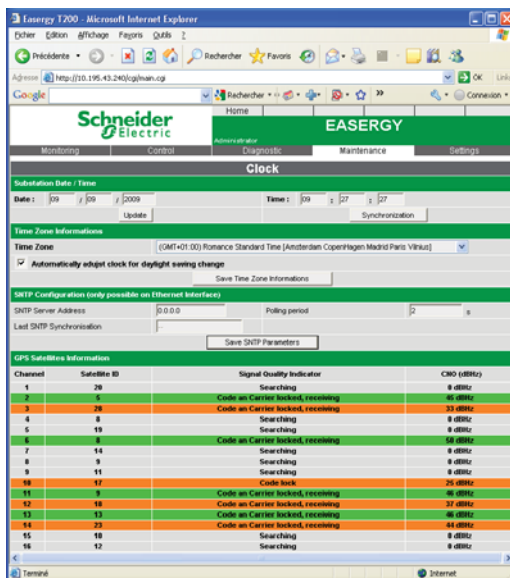 Easergy T200 - Microsoft Internet Explorer
Fichier Edition Affichage Favoris Outils ?
Précédente Rechercher Favoris
Adresse http://10.195.43.240/cgi/main.cgi OK Links
Google Rechercher » Connexion
Home
Schneider Electric
Administrator
EASERGY
Monitoring Control Diagnostic Maintenance Settings
Clock
Substation Date / Time
Date : 09 / 09 / 2009 Time : 09 : 27 : 27
Update Synchronization
Time Zone Informations
Time Zone (GMT+01:00) Romance Standard Time [Amsterdam CopenHagen Madrid Paris Vilnius]
Automatically adujst clock for daylight saving change
Save Time Zone Informations
SNTP Configuration (only possible on Ethernet Interface)
SNTP Server Address 0.0.0.0 Polling period 2 s
Last SNTP Synchronisation ...
Save SNTP Parameters
GPS Satellites Information
Channel Satellite ID Signal Quality Indicator CNO (dBHz)
1 20 Searching 0 dBHz
2 5 Code an Carrier locked, receiving 45 dBHz
3 28 Code an Carrier locked, receiving 33 dBHz
4 8 Searching 0 dBHz
5 19 Searching 0 dBHz
6 8 Code an Carrier locked, receiving 50 dBHz
7 14 Searching 0 dBHz
8 9 Searching 0 dBHz
9 11 Searching 0 dBHz
10 17 Code lock 25 dBHz
11 9 Code an Carrier locked, receiving 46 dBHz
12 18 Code an Carrier locked, receiving 37 dBHz
13 13 Code an Carrier locked, receiving 46 dBHz
14 23 Code an Carrier locked, receiving 44 dBHz
15 10 Searching 0 dBHz
16 12 Searching 0 dBHz
Terminé Internet